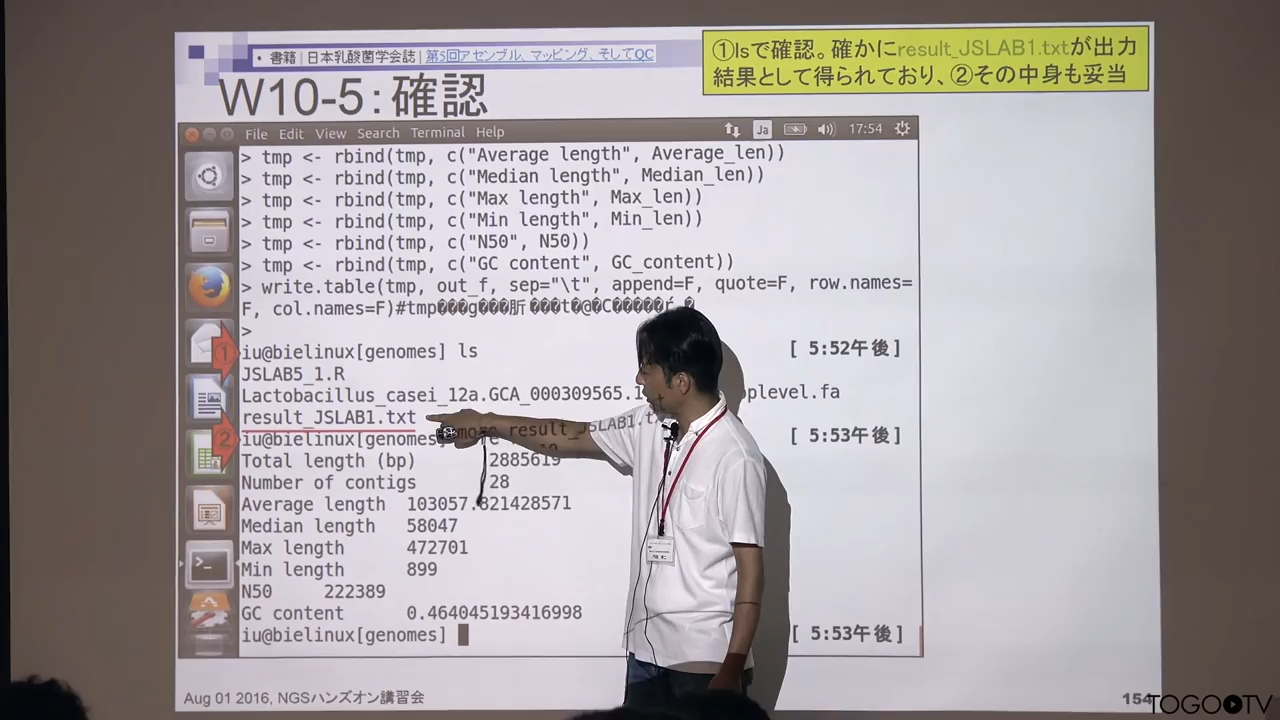 ・ 書籍 | 日本乳酸菌学会誌 | 第5回アセンブル、マッピング、そしてQC
①lsで確認。確かにresult_JSLAB1.txtが出力
結果として得られており、②その中身も妥当
W10-5：確認
File Edit View Search Terminal Help
Ja
17:54
> tmp <- rbind(tmp, c("Average length", Average_len))
> tmp <- rbind(tmp, c("Median length", Median_len))
> tmp <- rbind(tmp, c("Max length", Max_len))
> tmp <- rbind(tmp, c("Min length", Min_len))
> tmp <- rbind(tmp, c("N50", N50))
> tmp <- rbind(tmp, c("GC content", GC_content))
> write.table(tmp, out_f, sep="\t", append=F, quote=F, row.names=
F, col.names=F)#tmp���g���脈���t�@�C�����ŕ�
>
① iu@bielinux[genomes] ls [ 5:52午後]
JSLAB5_1.R
Lactobacillus_casei_12a.GCA_000309565.1 plevel.fa
result_JSLAB1.txt
② iu@bielinux[genomes] more result_JSLAB1.t [ 5:53午後]
Total length (bp) 2885619
Number of contigs 28
Average length 103057.821428571
Median length 58047
Max length 472701
Min length 899
N50 222389
GC content 0.464045193416998
iu@bielinux[genomes] [ 5:53午後]
Aug 01 2016, NGSハンズオン講習会
154
TOGOTV